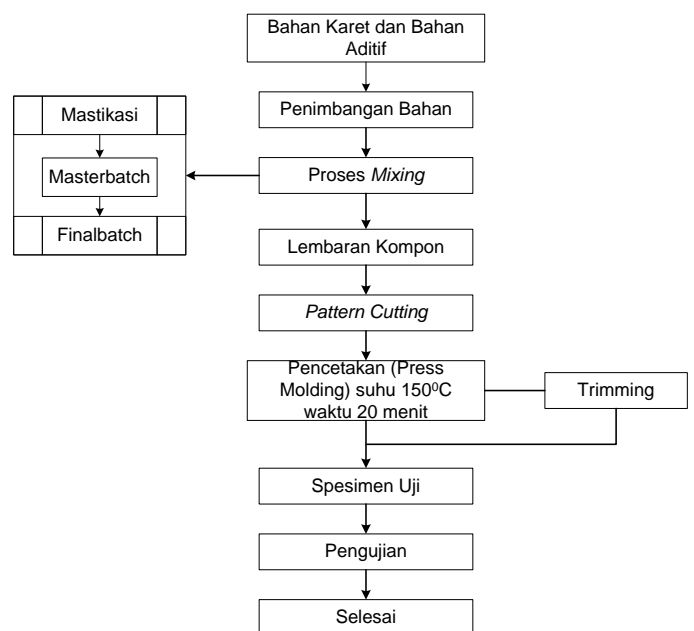 Bahan Karet dan Bahan
Aditif
Penimbangan Bahan
Mastikasi
Masterbatch
Finalbatch
Proses Mixing
Lembaran Kompon
Pattern Cutting
Pencetakan (Press
Molding) suhu 150⁰C
waktu 20 menit
Trimming
Spesimen Uji
Pengujian
Selesai